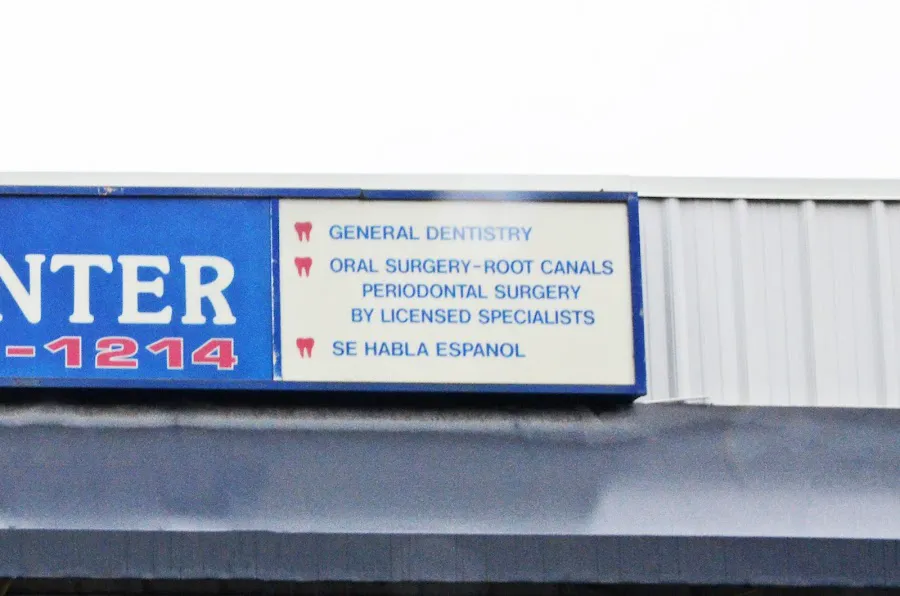 NTER
-1214
GENERAL DENTISTRY
ORAL SURGERY-ROOT CANALS
PERIODONTAL SURGERY
BY LICENSED SPECIALISTS
SE HABLA ESPANOL